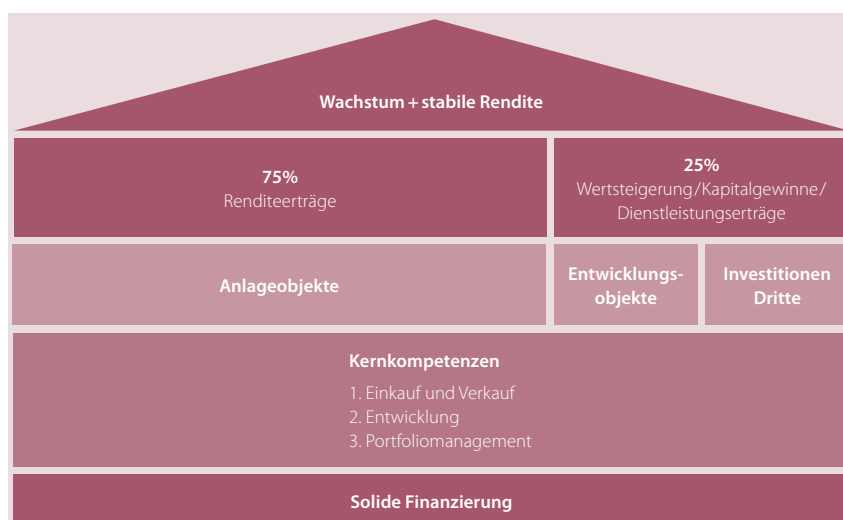 Wachstum + stabile Rendite
75%
Renditeerträge
25%
Wertsteigerung/Kapitalgewinne/
Dienstleistungserträge
Anlageobjekte
Entwicklungs-
objekte
Investitionen
Dritte
Kernkompetenzen
1. Einkauf und Verkauf
2. Entwicklung
3. Portfoliomanagement
Solide Finanzierung